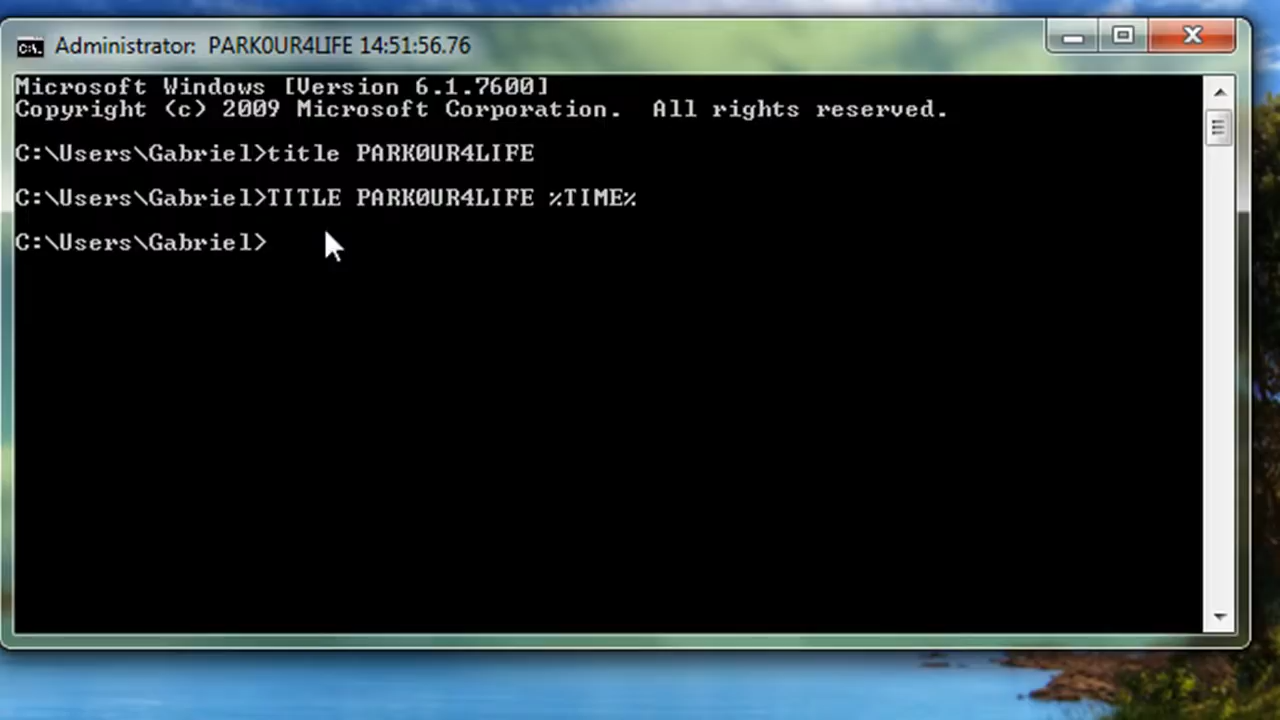 Administrator: PARK0UR4LIFE 14:51:56.76
Microsoft Windows [Version 6.1.7600]
Copyright (c) 2009 Microsoft Corporation.  All rights reserved.
C:\Users\Gabriel>title PARK0UR4LIFE
C:\Users\Gabriel>TITLE PARK0UR4LIFE %TIME%
C:\Users\Gabriel>